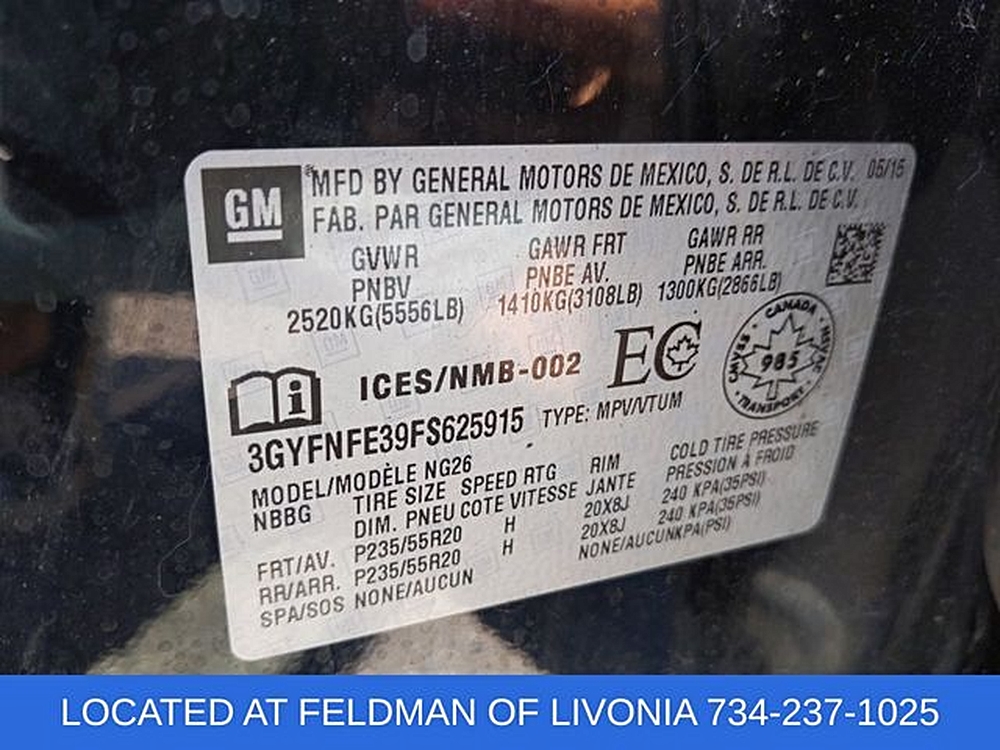 GM
MFD BY GENERAL MOTORS DE MEXICO, S. DE R.L. DE C.V. 05/15
FAB. PAR GENERAL MOTORS DE MEXICO, S. DE R.L. DE C.V.
GVWR GAWR FRT GAWR RR
PNBV PNBE AV. PNBE ARR.
2520KG(5556LB) 1410KG(3108LB) 1300KG(2866LB)
ICES/NMB-002 EC
CANADA
CMVSS 985 NSVAC
TRANSPORT
3GYFNFE39FS625915 TYPE: MPV/VTUM
MODEL/MODÈLE NG26
NBBG TIRE SIZE SPEED RTG RIM COLD TIRE PRESSURE
DIM. PNEU COTE VITESSE JANTE PRESSION À FROID
FRT/AV. P235/55R20 H 20X8J 240 KPA(35PSI)
RR/ARR. P235/55R20 H 20X8J 240 KPA(35PSI)
SPA/SOS NONE/AUCUN NONE/AUCUNKPA(PSI)
LOCATED AT FELDMAN OF LIVONIA 734-237-1025